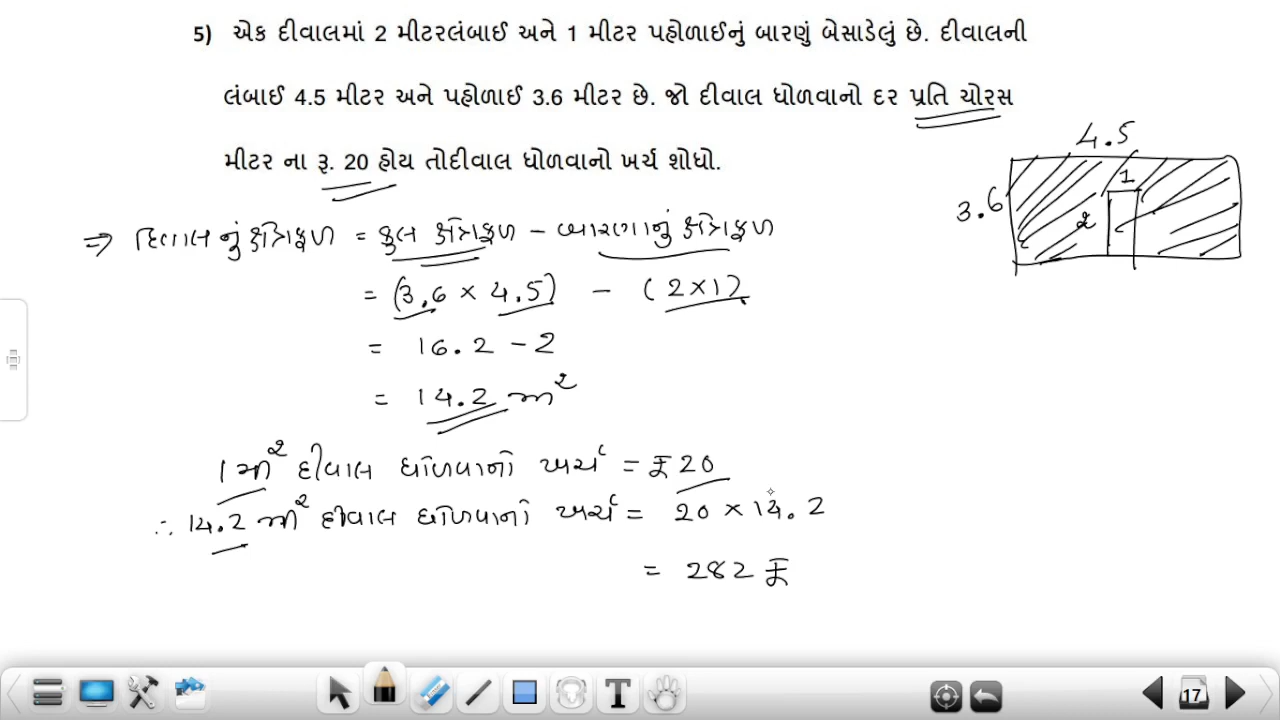 5) એક દીવાલમાં 2 મીટરલંબાઈ અને 1 મીટર પહોળાઈનું બારણું બેસાડેલું છે. દીવાલની
લંબાઈ 4.5 મીટર અને પહોળાઈ 3.6 મીટર છે. જો દીવાલ ધોળવાનો દર પ્રતિ ચોરસ
મીટર ના રૂ. 20 હોય તોદીવાલ ધોળવાનો ખર્ચ શોધો.
4.5
3.6
1
2
⇒ દિવાલનું ક્ષેત્રફળ = કુલ ક્ષેત્રફળ - બારણાનું ક્ષેત્રફળ
= (3.6 × 4.5) - (2×1)
= 16.2 - 2
= 14.2 m²
1 મી² દીવાલ ધોળવાનો ખર્ચ = ₹ 20
∴ 14.2 મી² દીવાલ ધોળવાનો ખર્ચ = 20 × 14.2
= 282 ₹
T
17